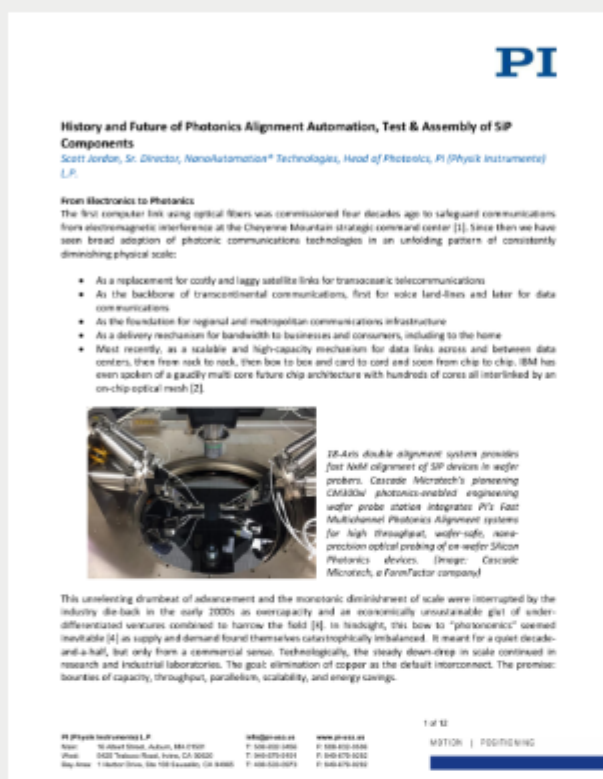 PI
History and Future of Photonics Alignment Automation, Test & Assembly of SiP
Components
Scott Jordan, Sr. Director, NanoAutomation® Technologies, Head of Photonics, PI (Physik Instrumente)
L.P.
From Electronics to Photonics
The first computer link using optical fibers was commissioned four decades ago to safeguard communications
from electromagnetic interference at the Cheyenne Mountain strategic command center [1]. Since then we have
seen broad adoption of photonic communications technologies in an unfolding pattern of consistently
diminishing physical scale:
• As a replacement for costly and laggy satellite links for transoceanic telecommunications
• As the backbone of transcontinental communications, first for voice land-lines and later for data
communications
• As the foundation for regional and metropolitan communications infrastructure
• As a delivery mechanism for bandwidth to businesses and consumers, including to the home
• Most recently, as a scalable and high-capacity mechanism for data links across and between data
centers, then from rack to rack, then box to box and card to card and soon from chip to chip. IBM has
even spoken of a gaudily multi core future chip architecture with hundreds of cores all interlinked by an
on-chip optical mesh [2].
18-Axis double alignment system provides
fast NxM alignment of SiP devices in wafer
probers. Cascade Microtech's pioneering
CM300xi photonics-enabled engineering
wafer probe station integrates PI's Fast
Multichannel Photonics Alignment systems
for high throughput, wafer-safe, nano-
precision optical probing of on-wafer Silicon
Photonics devices. (Image: Cascade
Microtech, a FormFactor company)
This unrelenting drumbeat of advancement and the monotonic diminishment of scale were interrupted by the
industry die-back in the early 2000s as overcapacity and an economically unsustainable glut of under-
differentiated ventures combined to harrow the field [3]. In hindsight, this bow to "photonomics" seemed
inevitable [4] as supply and demand found themselves catastrophically imbalanced. It meant for a quiet decade-
and-a-half, but only from a commercial sense. Technologically, the steady down-drop in scale continued in
research and industrial laboratories. The goal: elimination of copper as the default interconnect. The promise:
bounties of capacity, throughput, parallelism, scalability, and energy savings.
1 of 12
PI (Physik Instrumente) L.P. info@pi-usa.us www.pi-usa.us
16 Albert Street, Auburn, MA 01501
Bay Area:
MOTION | POSITIONING